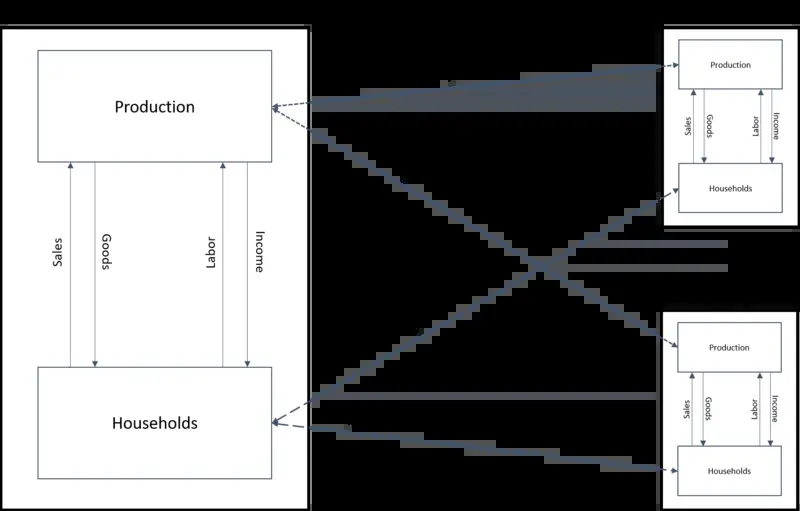 Production
Sales
Goods
Labor
Income
Households
Production
Sales
Goods
Labor
Income
Households
Production
Sales
Goods
Labor
Income
Households